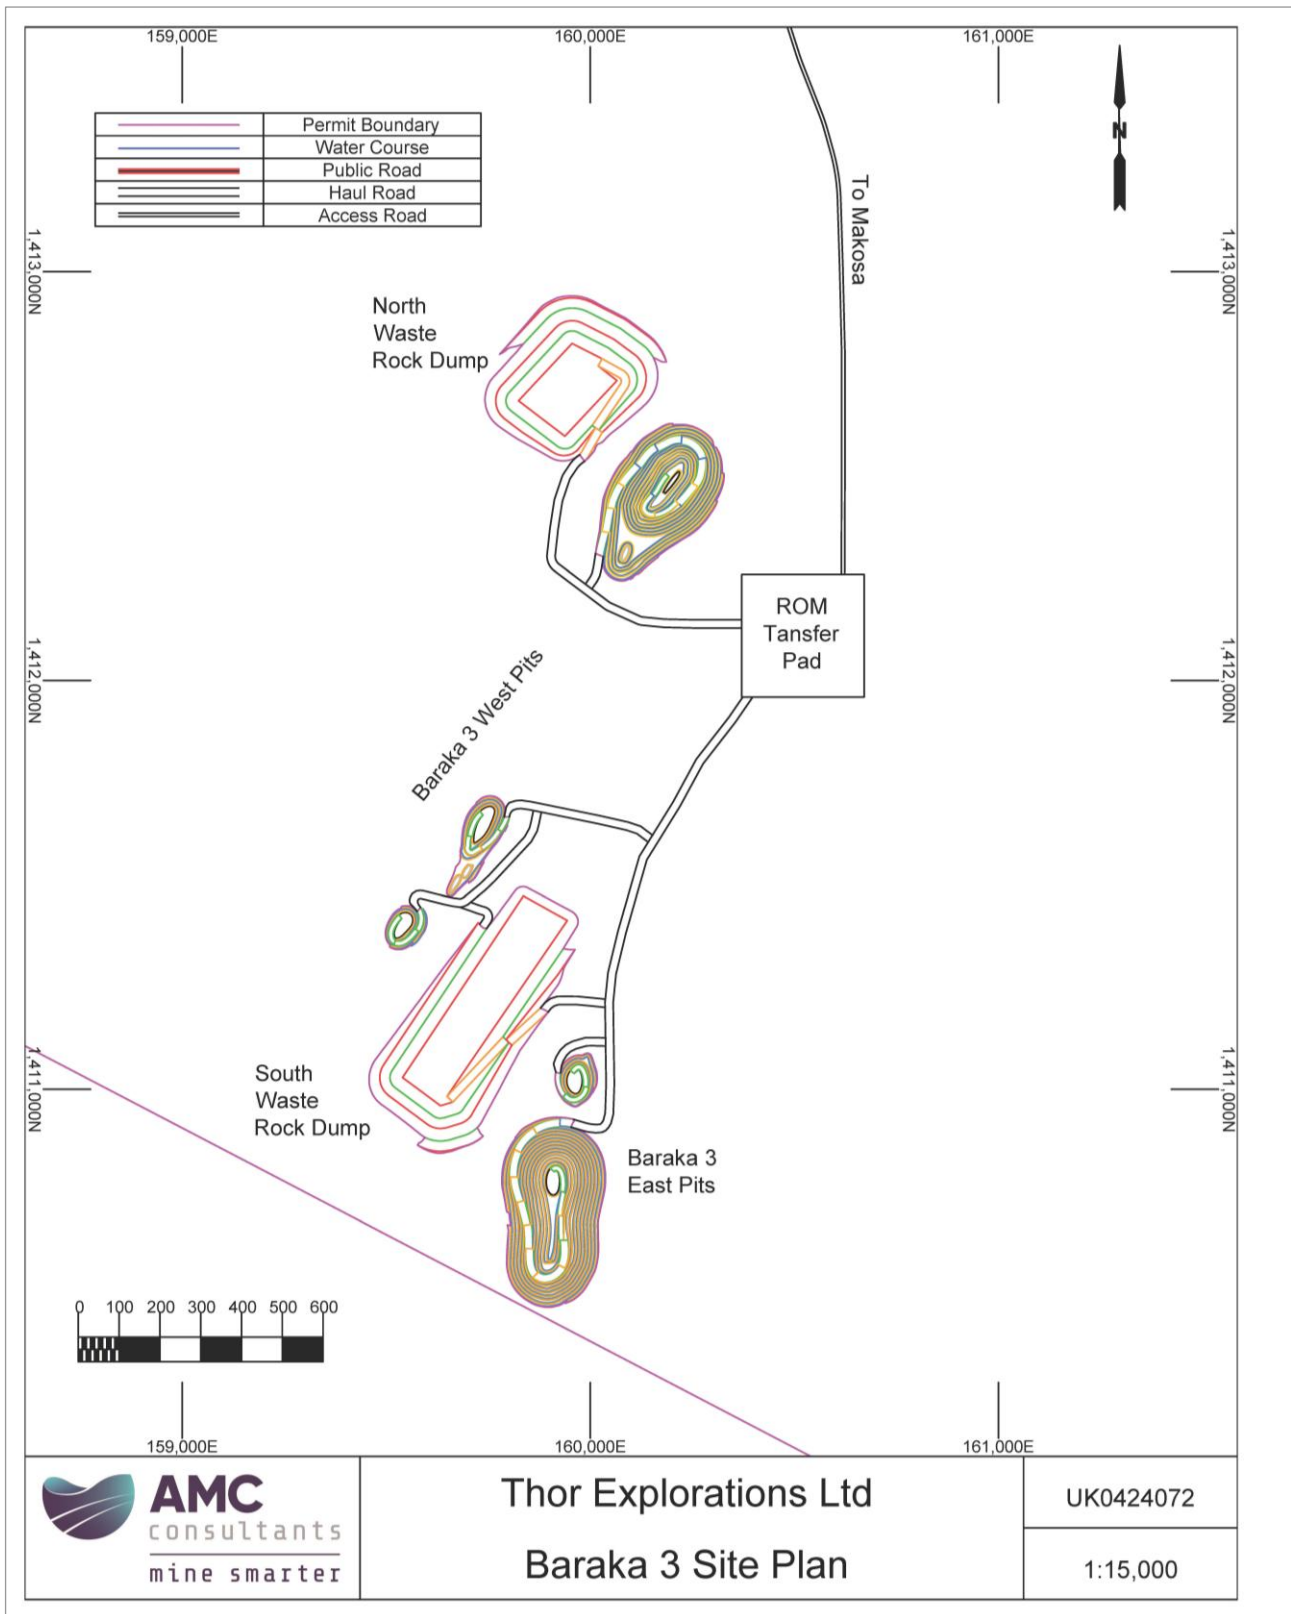 159,000E
160,000E
161,000E
Permit Boundary
Water Course
Public Road
Haul Road
Access Road
N
To Makosa
1,413,000N
1,413,000N
North
Waste
Rock Dump
ROM
Tansfer
Pad
1,412,000N
1,412,000N
Baraka 3 West Pits
1,411,000N
1,411,000N
South
Waste
Rock Dump
Baraka 3
East Pits
0 100 200 300 400 500 600
159,000E
160,000E
161,000E
AMC
consultants
mine smarter
Thor Explorations Ltd
Baraka 3 Site Plan
UK0424072
1:15,000